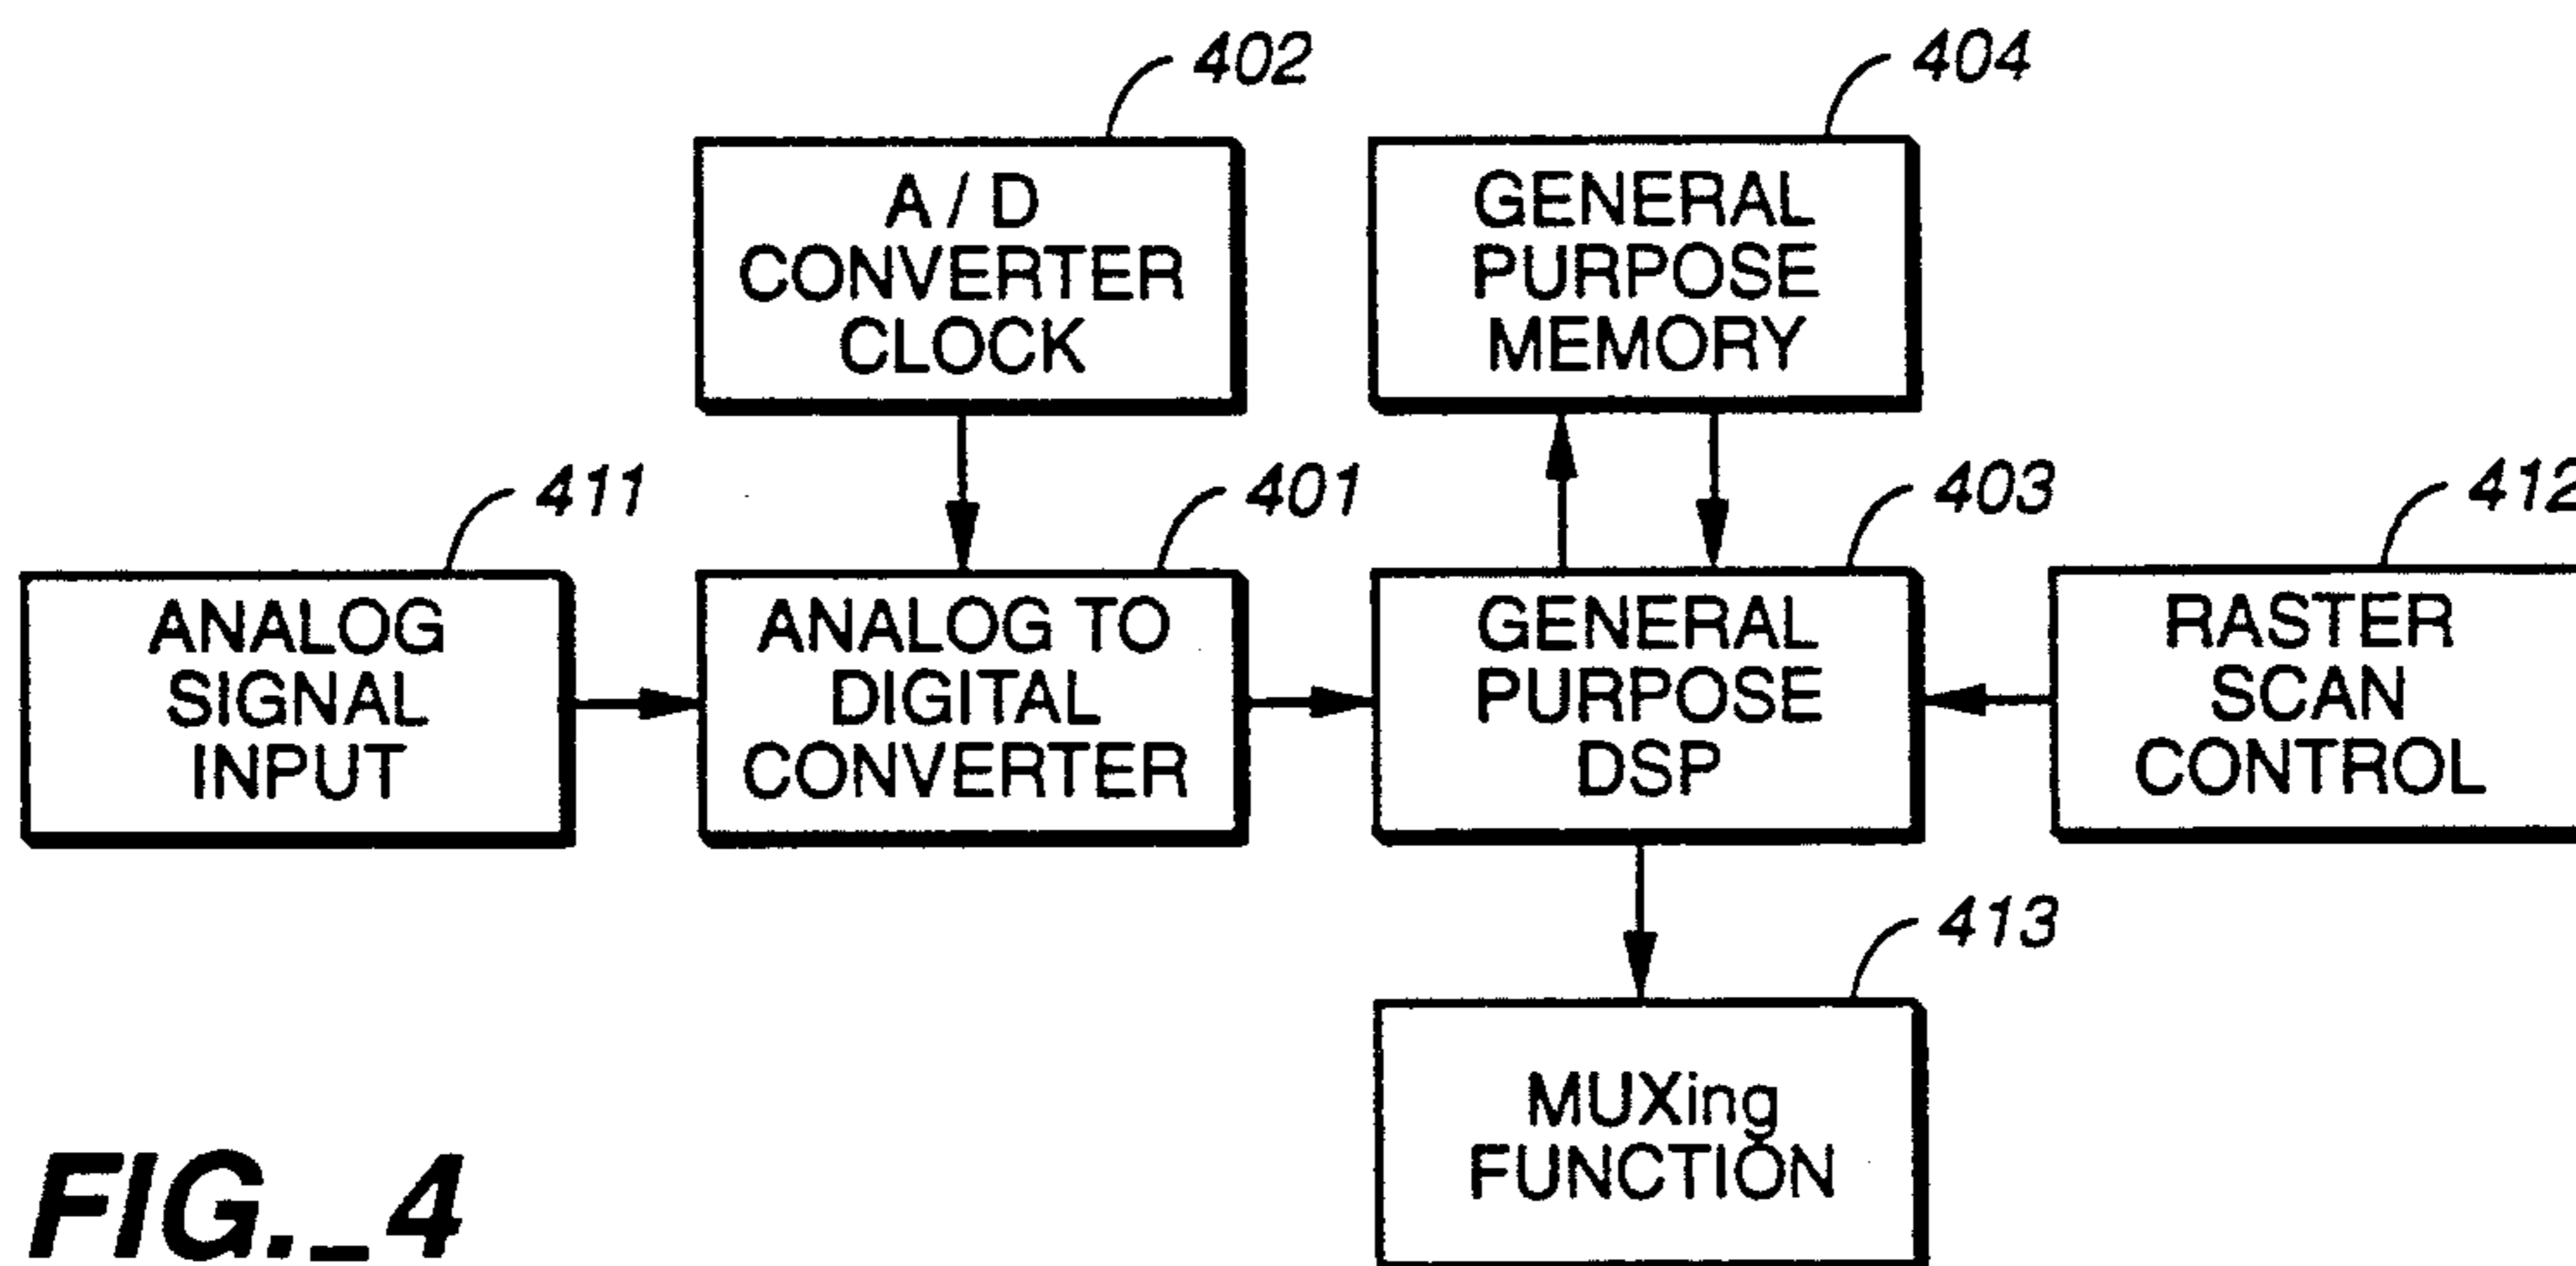 402
404
A / D
CONVERTER
CLOCK
GENERAL
PURPOSE
MEMORY
411
401
403
412
ANALOG
SIGNAL
INPUT
ANALOG TO
DIGITAL
CONVERTER
GENERAL
PURPOSE
DSP
RASTER
SCAN
CONTROL
413
MUXing
FUNCTION
FIG._4